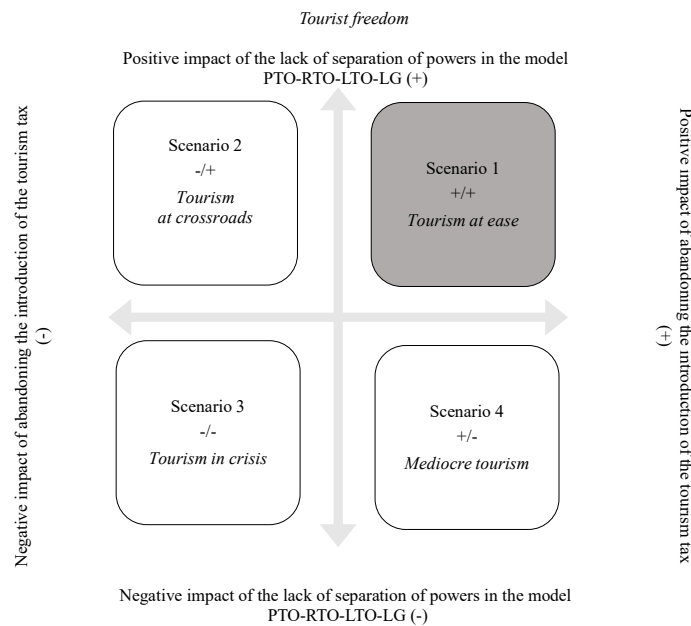 Tourist freedom
Positive impact of the lack of separation of powers in the model
PTO-RTO-LTO-LG (+)
Negative impact of abandoning the introduction of the tourism tax
(-)
Scenario 2
-/+
Tourism
at crossroads
Scenario 1
+/+
Tourism at ease
Positive impact of abandoning the introduction of the tourism tax
(+)
Scenario 3
-/-
Tourism in crisis
Scenario 4
+/-
Mediocre tourism
Negative impact of the lack of separation of powers in the model
PTO-RTO-LTO-LG (-)